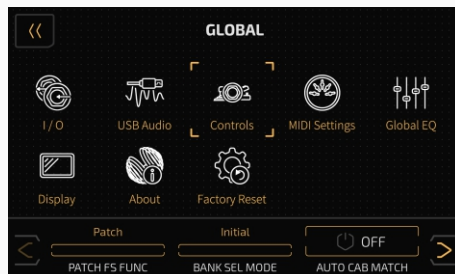 GLOBAL
I / O USB Audio Controls MIDI Settings Global EQ
Display About Factory Reset
Patch Initial OFF
PATCH FS FUNC BANK SEL MODE AUTO CAB MATCH